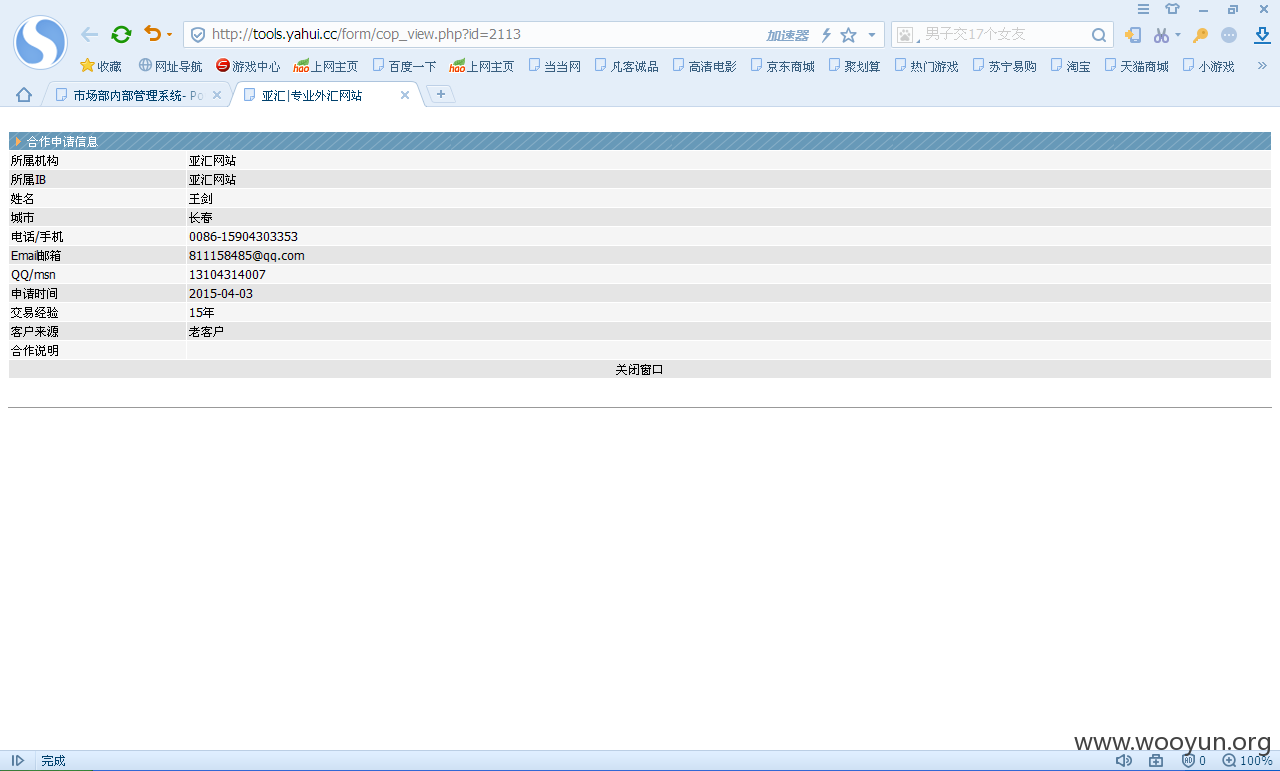 http://tools.yahui.cc/form/cop_view.php?id=2113
加速器
男子交17个女友
收藏 网址导航 游戏中心 hao 上网主页 百度一下 hao 上网主页 当当网 凡客诚品 高清电影 京东商城 聚划算 热门游戏 苏宁易购 淘宝 天猫商城 小游戏
市场部内部管理系统- Po
亚汇|专业外汇网站
合作申请信息
所属机构 亚汇网站
所属IB 亚汇网站
姓名 王剑
城市 长春
电话/手机 0086-15904303353
Email邮箱 811158485@qq.com
QQ/msn 13104314007
申请时间 2015-04-03
交易经验 15年
客户来源 老客户
合作说明
关闭窗口
www.wooyun.org
完成 0 100%